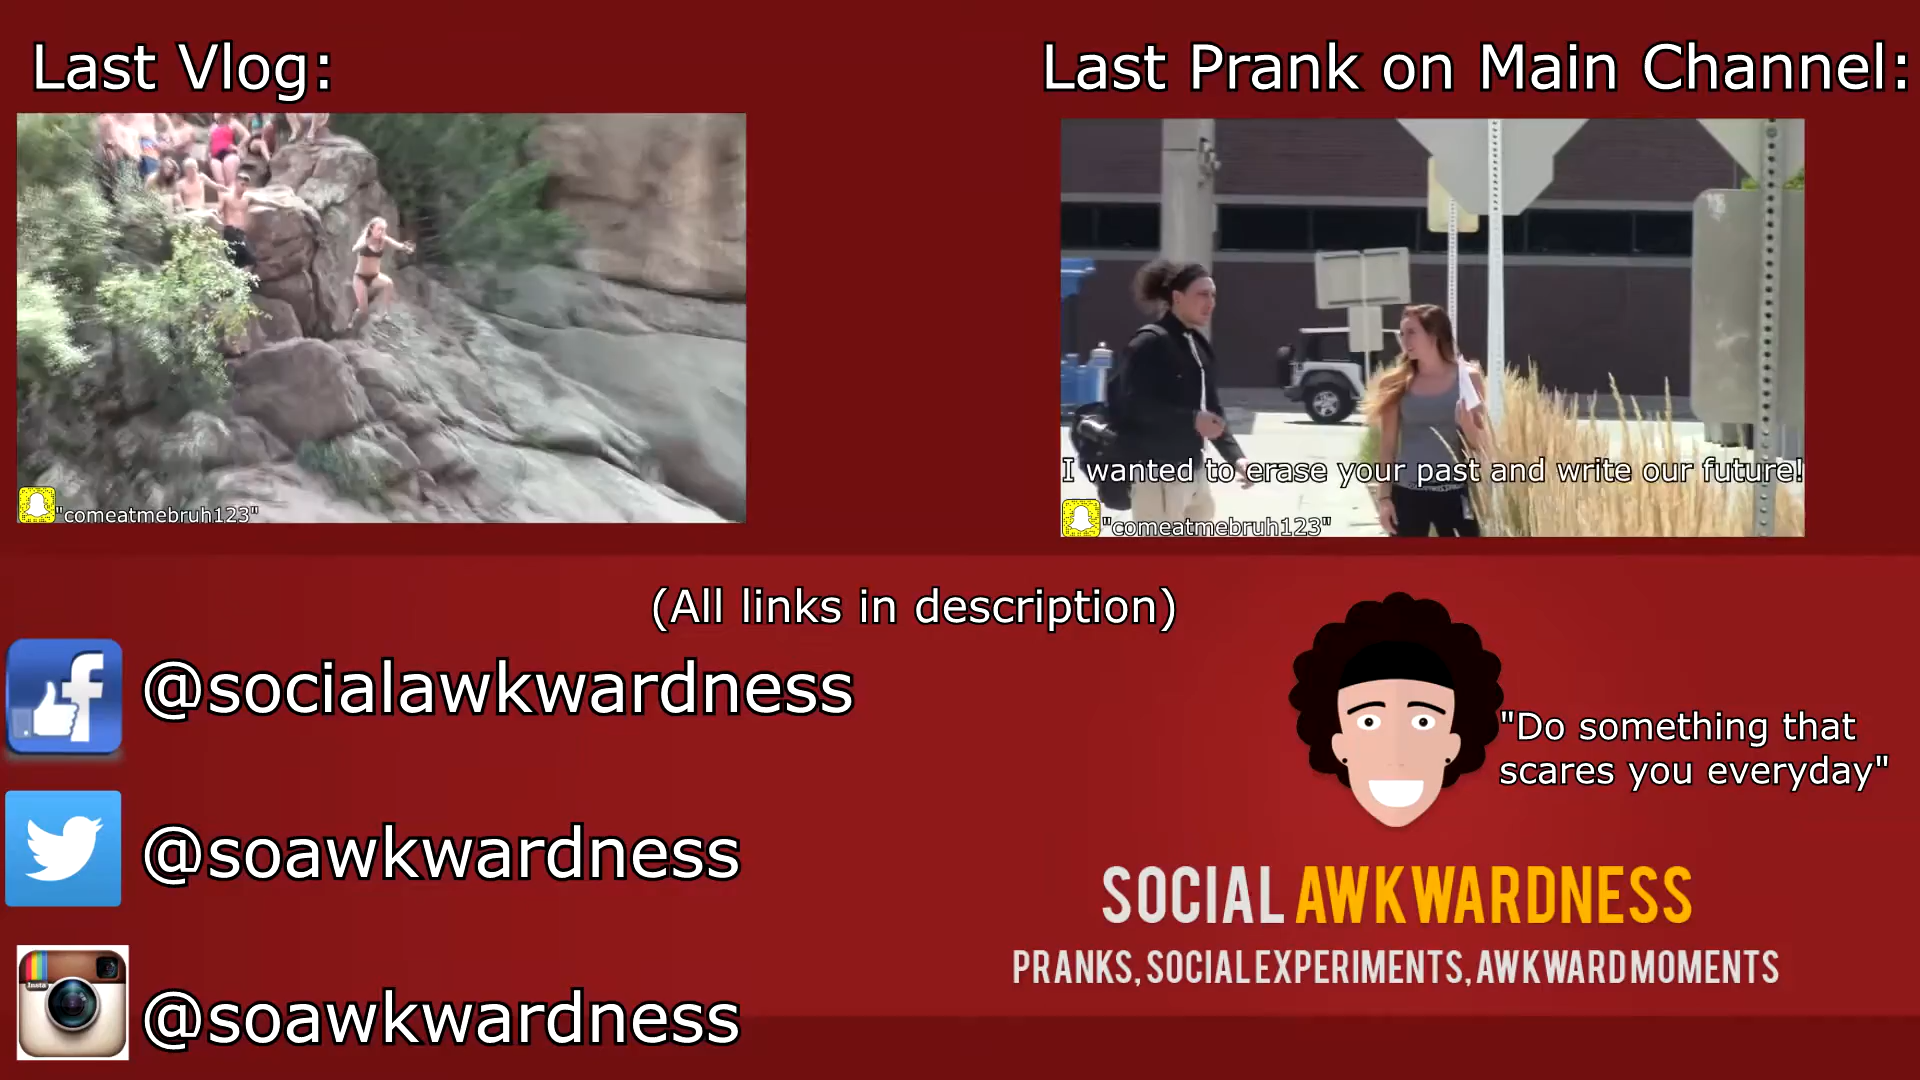 Last Vlog:
Last Prank on Main Channel:
"comeatmebruh123"
I wanted to erase your past and write our future!
"comeatmebruh123"
(All links in description)
@socialawkwardness
@soawkwardness
Insta
@soawkwardness
"Do something that
scares you everyday"
SOCIAL AWKWARDNESS
PRANKS, SOCIAL EXPERIMENTS, AWKWARD MOMENTS